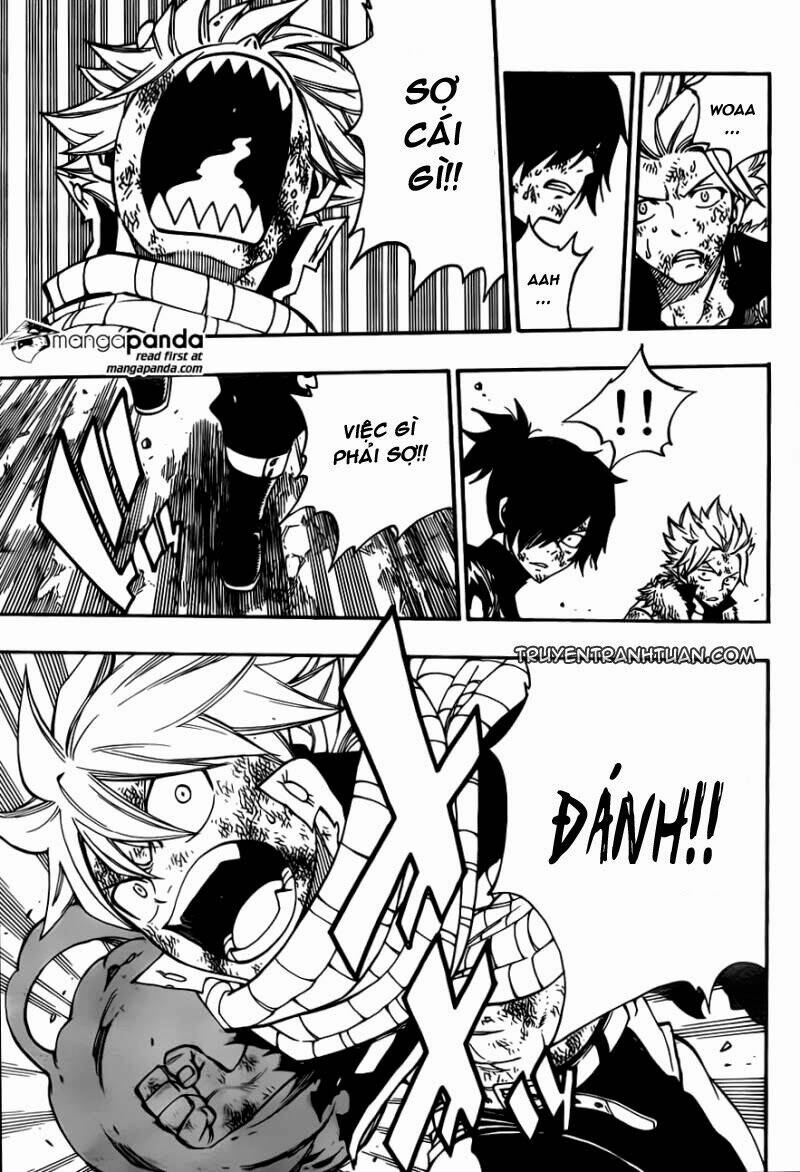 WOAA
...
AAH
...
SỢ
CÁI
GÌ!!
mangapanda
read first at
mangapanda.com
!!
VIỆC GÌ
PHẢI SỢ!!
TRUYENTRANHTUAN.COM
ĐÁNH!!